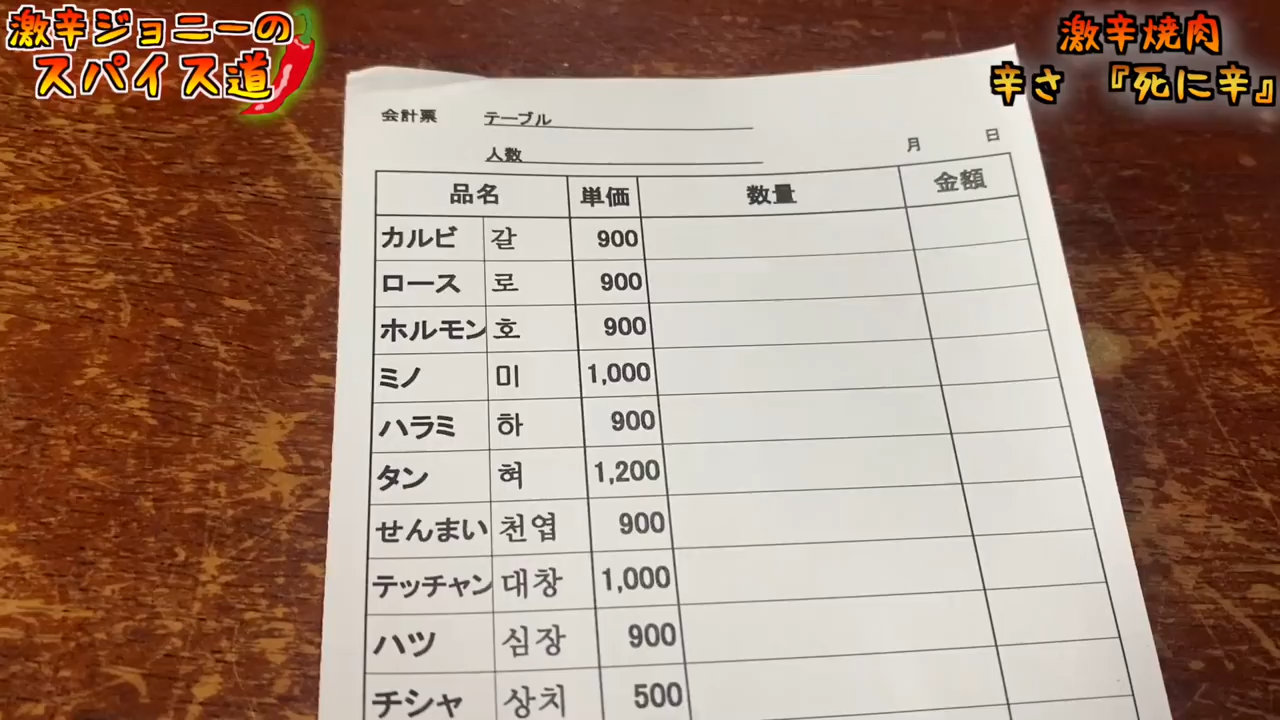 激辛ジョニーの
スパイス道
激辛焼肉
辛さ 『死に辛』
会計票 テーブル
人数
月 日
品名 単価 数量 金額
カルビ 갈 900
ロース 로 900
ホルモン 호 900
ミノ 미 1,000
ハラミ 하 900
タン 혀 1,200
せんまい 천엽 900
テッチャン 대창 1,000
ハツ 심장 900
チシャ 상치 500